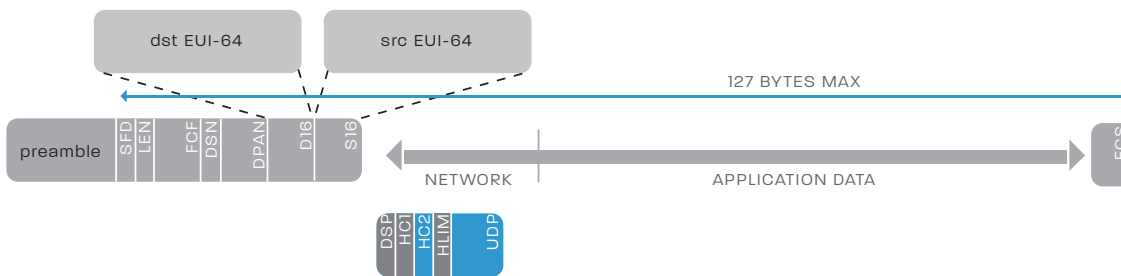 dst EUI-64
src EUI-64
127 BYTES MAX
preamble
SFD
LEN
FCF
DSN
DPAN
D16
S16
FCS
NETWORK
APPLICATION DATA
DSP
HC1
HC2
HLIM
UDP